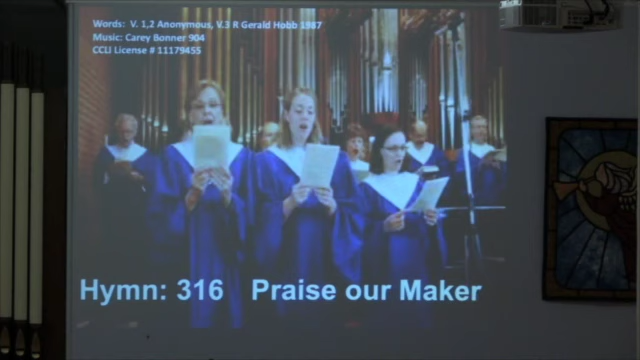 Words: V. 1,2 Anonymous, V.3 R Gerald Hobb 1987
Music: Carey Bonner 904
CCLI License # 11179455
Hymn: 316 Praise our Maker